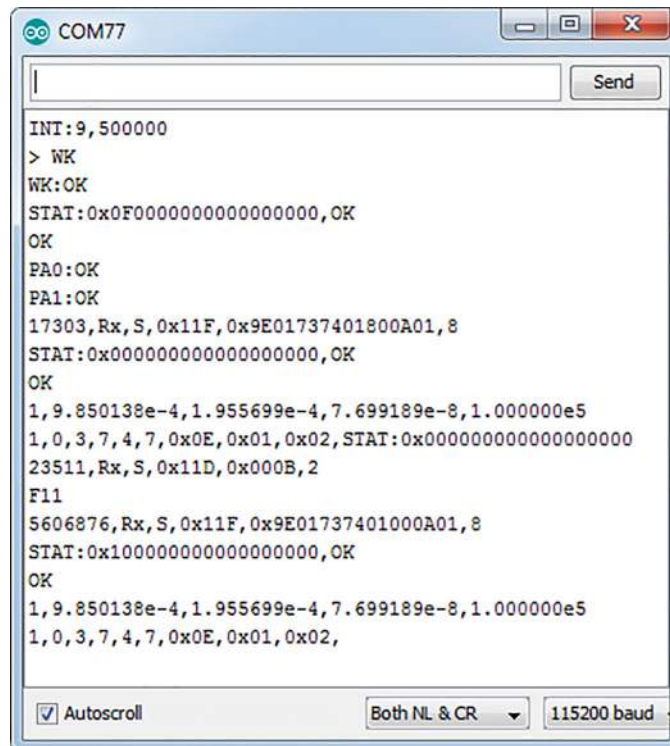 COM77
Send
INT:9,500000
> WK
WK:OK
STAT:0x0F0000000000000000,OK
OK
PA0:OK
PA1:OK
17303,Rx,S,0x11F,0x9E01737401800A01,8
STAT:0x000000000000000000,OK
OK
1,9.850138e-4,1.955699e-4,7.699189e-8,1.000000e5
1,0,3,7,4,7,0x0E,0x01,0x02,STAT:0x000000000000000000
23511,Rx,S,0x11D,0x000B,2
F11
5606876,Rx,S,0x11F,0x9E01737401000A01,8
STAT:0x100000000000000000,OK
OK
1,9.850138e-4,1.955699e-4,7.699189e-8,1.000000e5
1,0,3,7,4,7,0x0E,0x01,0x02,
Autoscroll Both NL & CR 115200 baud